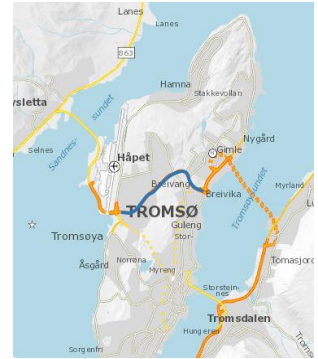 Lanes
Lanes
863
Hamna
Stakkevollan
ysletta
sundet
Sandnes-
Selnes
Nygård
Gimle
Håpet
Breivang
Breivika
Myrland
Tromsøysundet
TROMSØ
Guleng
Stor-
Tromsøya
Tomasjord
Åsgård
Norrøna
Myreng
Storstein-
nes
Tromsdalen
Hungeren
Sorgenfri